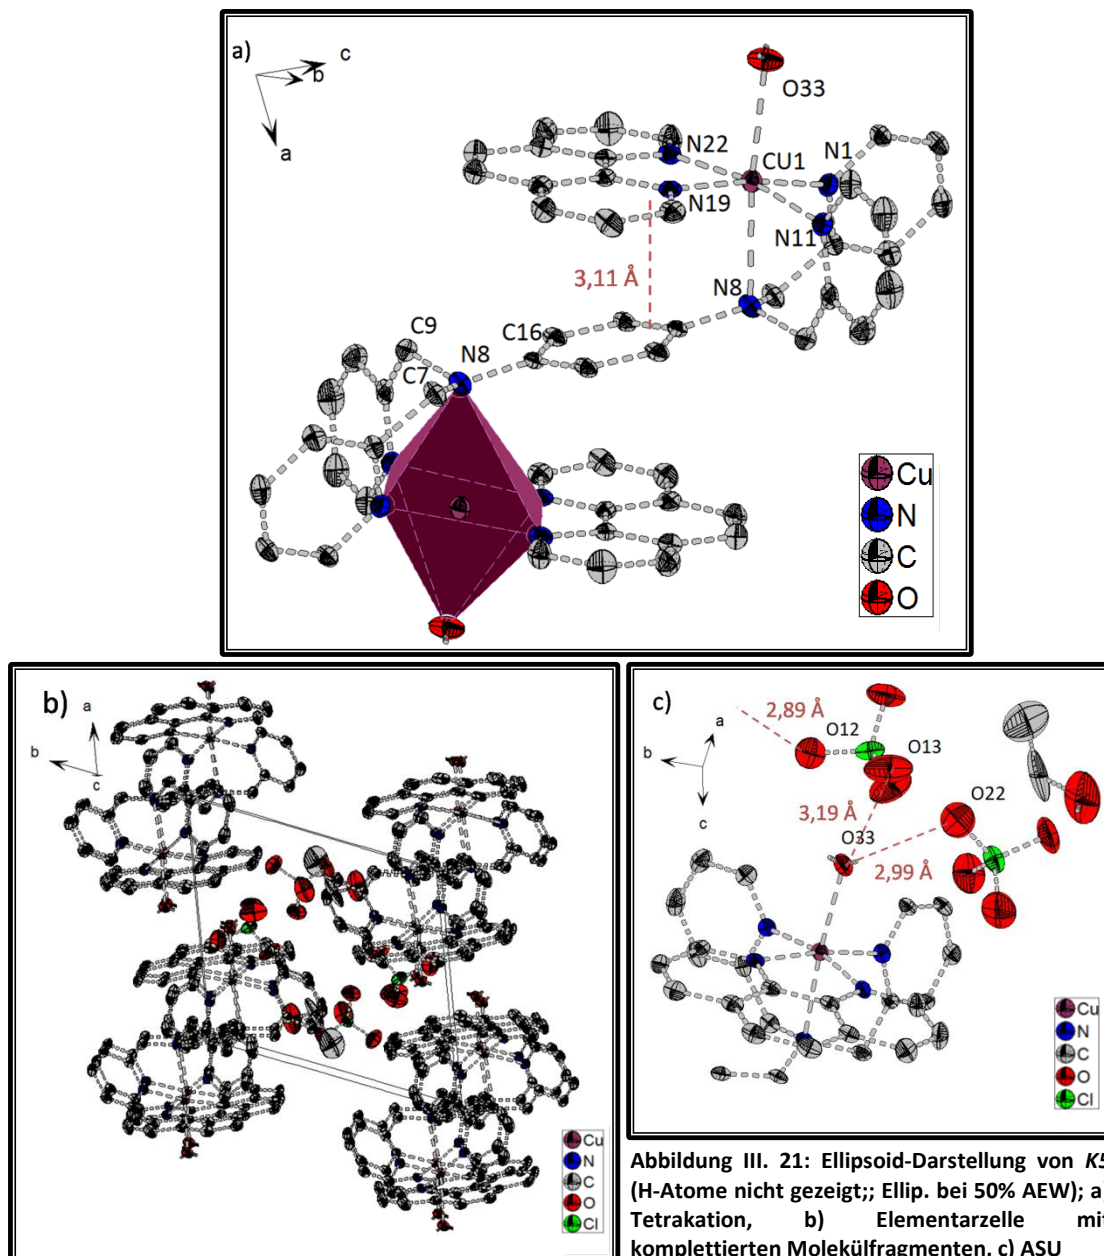 a)
c
b
a
O33
N22
CU1
N1
N19
N11
3,11 Å
N8
C9
C16
N8
C7
Cu
N
C
O
b)
a
b
c
Cu
N
C
O
Cl
c)
a
b
c
2,89 Å
O12
O13
O22
3,19 Å
O33
2,99 Å
Cu
N
C
O
Cl
Abbildung III. 21: Ellipsoid-Darstellung von K5
(H-Atome nicht gezeigt;; Ellip. bei 50% AEW); a)
Tetrakation, b) Elementarzelle mit
komplettierten Molekülfragmenten, c) ASU